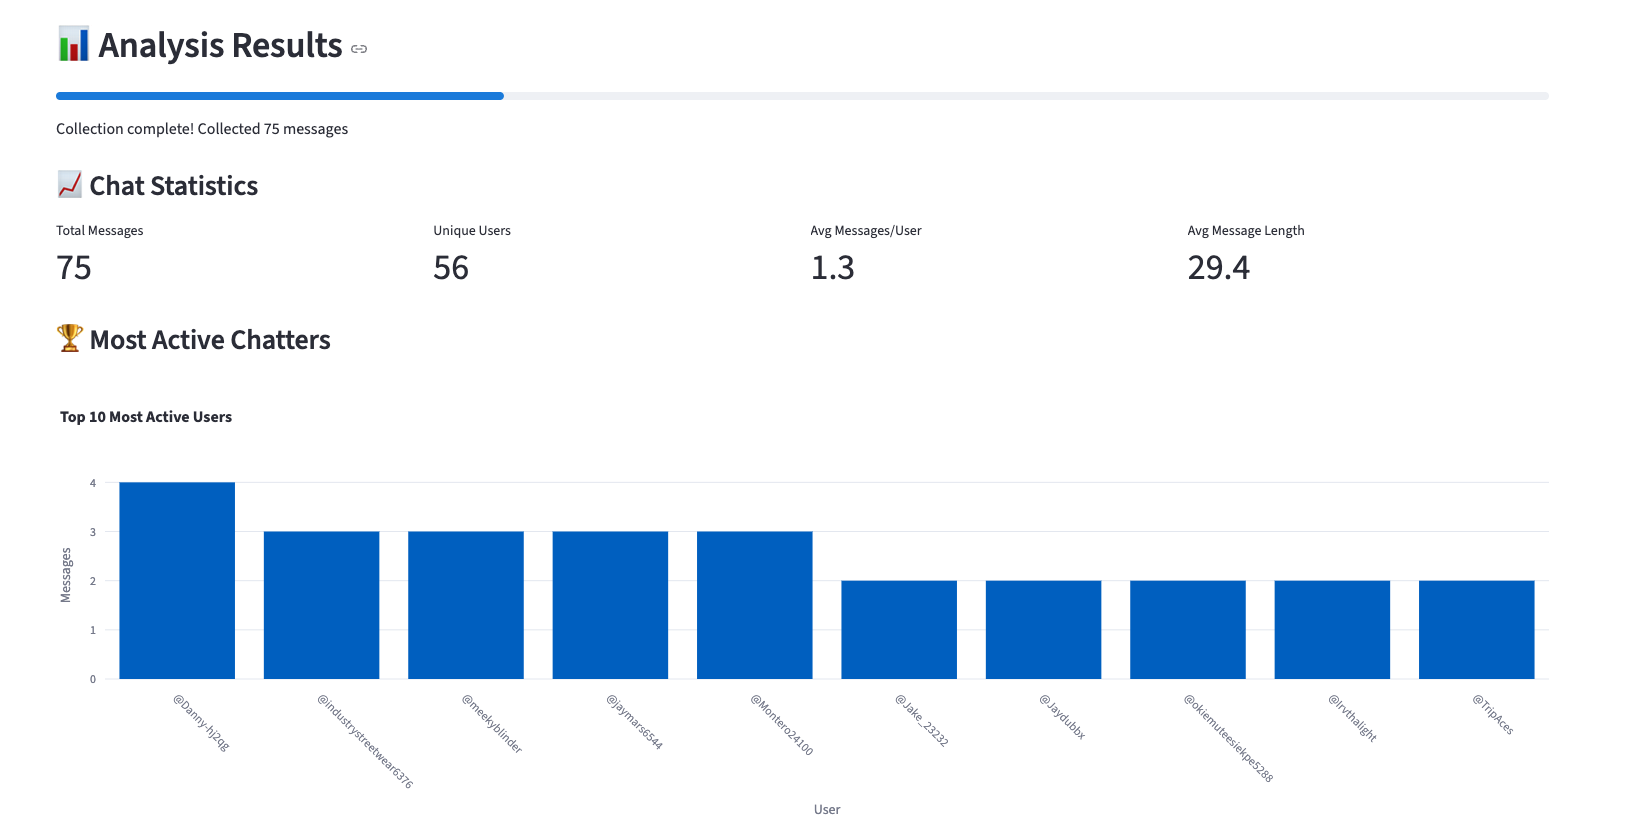 Analysis Results
Collection complete! Collected 75 messages
Chat Statistics
Total Messages Unique Users Avg Messages/User Avg Message Length
75 56 1.3 29.4
Most Active Chatters
Top 10 Most Active Users
4
3
2
1
0
Messages
@Danny-hj2qg
@industrystreetwear6376
@meekyblinder
@jaymars6544
@Montero24100
@Jake_23232
@Jaydubbx
@okiemuteesiekpe5288
@lrvthalight
@TripAces
User